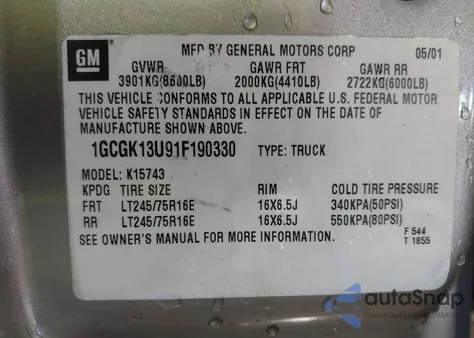 GM
MFD BY GENERAL MOTORS CORP 05/01
GVWR GAWR FRT GAWR RR
3901KG(8600LB) 2000KG(4410LB) 2722KG(6000LB)
THIS VEHICLE CONFORMS TO ALL APPLICABLE U.S. FEDERAL MOTOR
VEHICLE SAFETY STANDARDS IN EFFECT ON THE DATE OF
MANUFACTURE SHOWN ABOVE.
1GCGK13U91F190330 TYPE: TRUCK
MODEL: K15743
KPDG TIRE SIZE RIM COLD TIRE PRESSURE
FRT LT245/75R16E 16X6.5J 340KPA(50PSI)
RR LT245/75R16E 16X6.5J 550KPA(80PSI)
SEE OWNER'S MANUAL FOR MORE INFORMATION.
F 544
T 1855
autoSnap